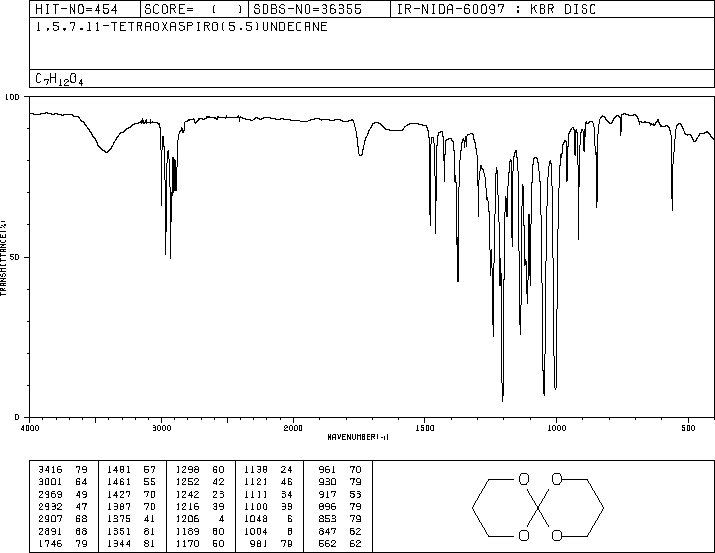 HIT-NO=454 SCORE= ( ) SDBS-NO=36355 IR-NIDA-60097 : KBR DISC
1,5,7,11-TETRAOXASPIRO(5.5)UNDECANE
C7H12O4
100
50
0
TRANSMITTANCE(%)
4000 3000 2000 1500 1000 500
WAVENUMBER(-1)
3416 79 1481 57 1298 60 1138 24 961 70
3001 64 1461 55 1252 42 1121 46 930 79
2969 49 1427 70 1242 23 1111 34 917 53
2932 47 1387 70 1216 39 1100 39 896 79
2907 68 1375 41 1206 4 1048 6 853 79
2891 68 1351 81 1189 60 1004 8 847 62
1746 79 1344 81 1170 50 981 79 562 62
O O
O O